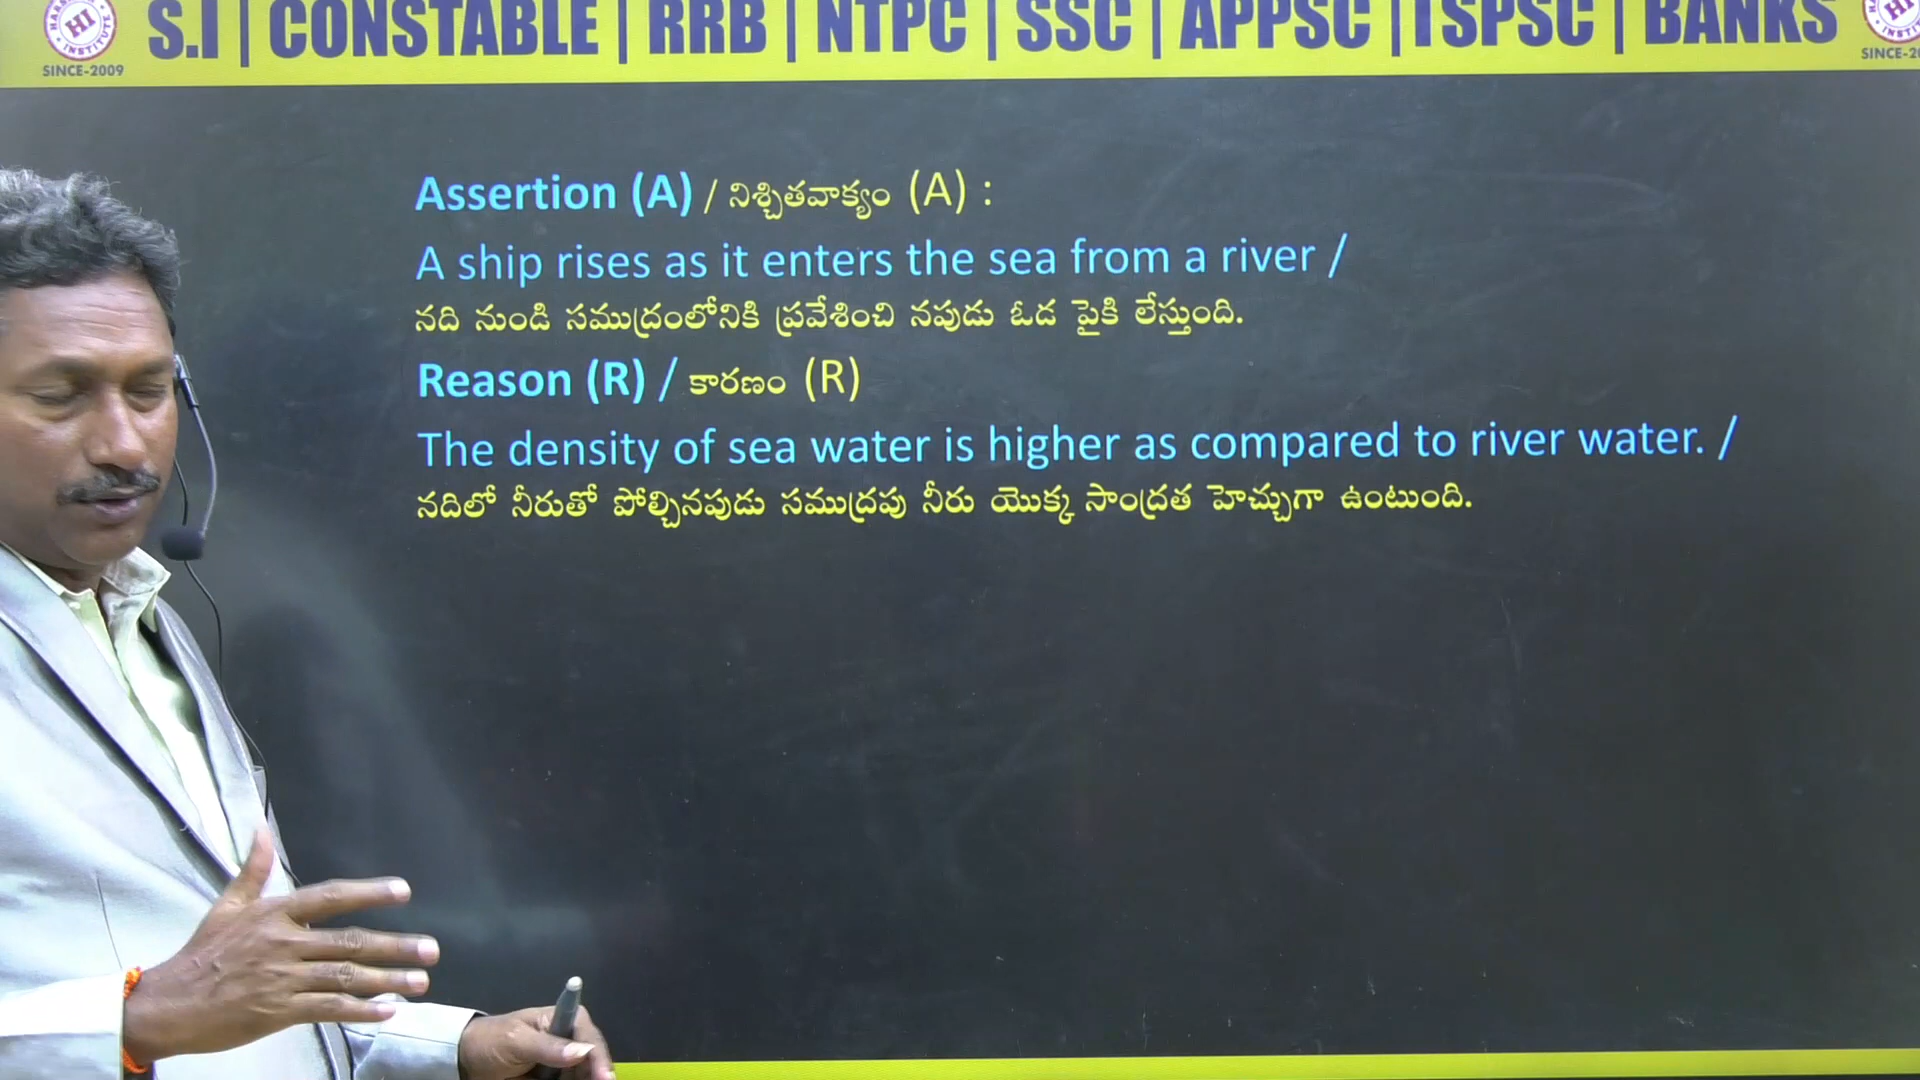 S.I | CONSTABLE | RRB | NTPC | SSC | APPSC | TSPSC | BANKS
HI
INSTITUTE
SINCE-2009
Assertion (A) / నిశ్చితవాక్యం (A) :
A ship rises as it enters the sea from a river /
నది నుండి సముద్రంలోనికి ప్రవేశించి నపుడు ఓడ పైకి లేస్తుంది.
Reason (R) / కారణం (R)
The density of sea water is higher as compared to river water. /
నదిలో నీరుతో పోల్చినపుడు సముద్రపు నీరు యొక్క సాంద్రత హెచ్చుగా ఉంటుంది.